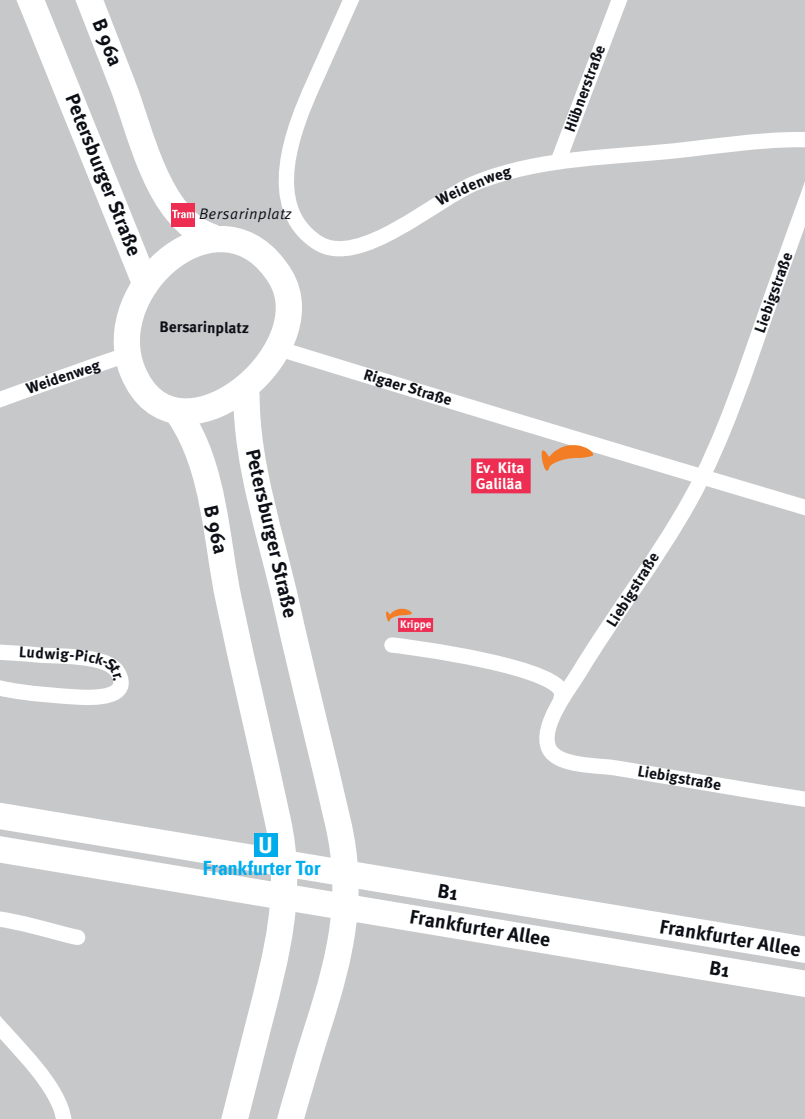 B 96a
Petersburger Straße
Hübnerstraße
Weidenweg
Tram
Bersarinplatz
Liebigstraße
Bersarinplatz
Weidenweg
Rigaer Straße
Ev. Kita
Galiläa
Petersburger Straße
B 96a
Liebigstraße
Krippe
Ludwig-Pick-Str.
Liebigstraße
U
Frankfurter Tor
B1
Frankfurter Allee
Frankfurter Allee
B1